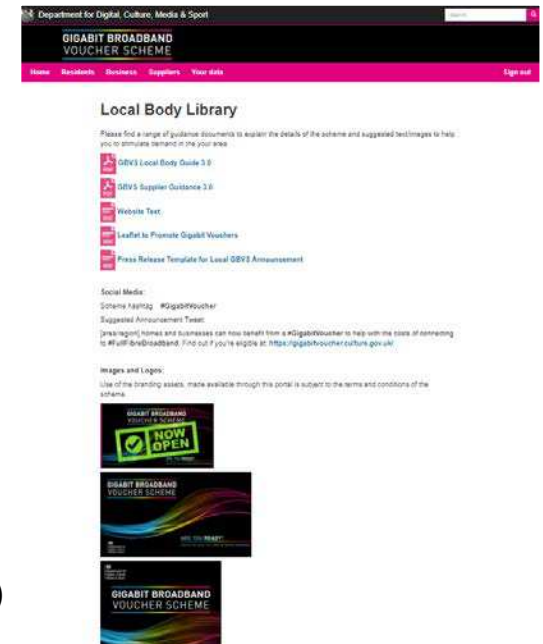 Department for Digital, Culture, Media & Sport
Search
GIGABIT BROADBAND
VOUCHER SCHEME
Home Residents Business Suppliers Your data Sign out
Local Body Library
Please find a range of guidance documents to explain the details of the scheme and suggested text/images to help
you to stimulate demand in the your area
GBVS Local Body Guide 3.0
GBVS Supplier Guidance 3.0
Website Text
Leaflet to Promote Gigabit Vouchers
Press Release Template for Local GBVS Announcement
Social Media:
Scheme hashtag #GigabitVoucher
Suggested Announcement Tweet:
[area/region] homes and businesses can now benefit from a #GigabitVoucher to help with the costs of connecting
to #FullFibreBroadband. Find out if you're eligible at: https://gigabitvoucher.culture.gov.uk/
Images and Logos:
Use of the branding assets, made available through this portal is subject to the terms and conditions of the
scheme.
GIGABIT BROADBAND
VOUCHER SCHEME
NOW
OPEN
GIGABIT BROADBAND
VOUCHER SCHEME
ARE YOU READY?
GIGABIT BROADBAND
VOUCHER SCHEME
)